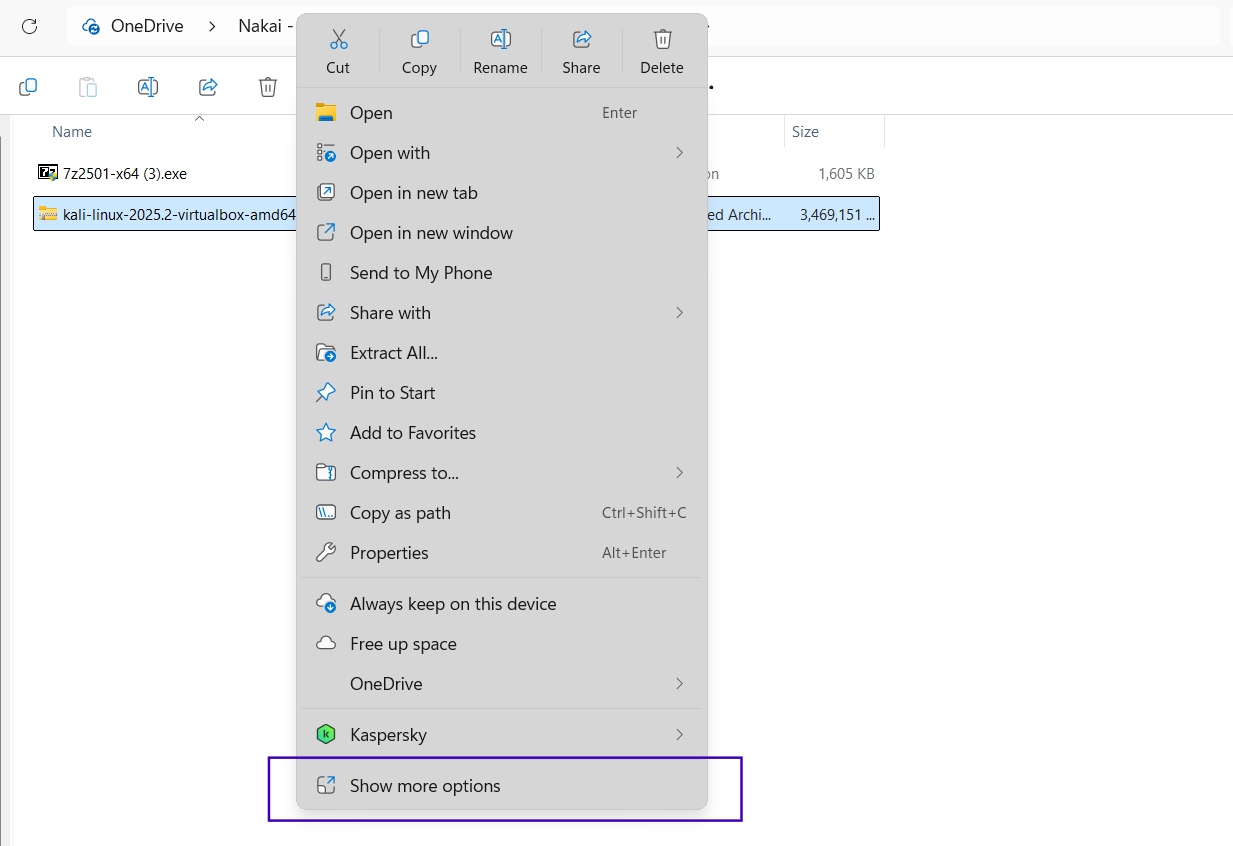 OneDrive > Nakai -
Cut Copy Rename Share Delete
Name Size
Open Enter
Open with
7z2501-x64 (3).exe on 1,605 KB
Open in new tab
kali-linux-2025.2-virtualbox-amd64 ed Archi... 3,469,151 ...
Open in new window
Send to My Phone
Share with
Extract All...
Pin to Start
Add to Favorites
Compress to...
Copy as path Ctrl+Shift+C
Properties Alt+Enter
Always keep on this device
Free up space
OneDrive
Kaspersky
Show more options